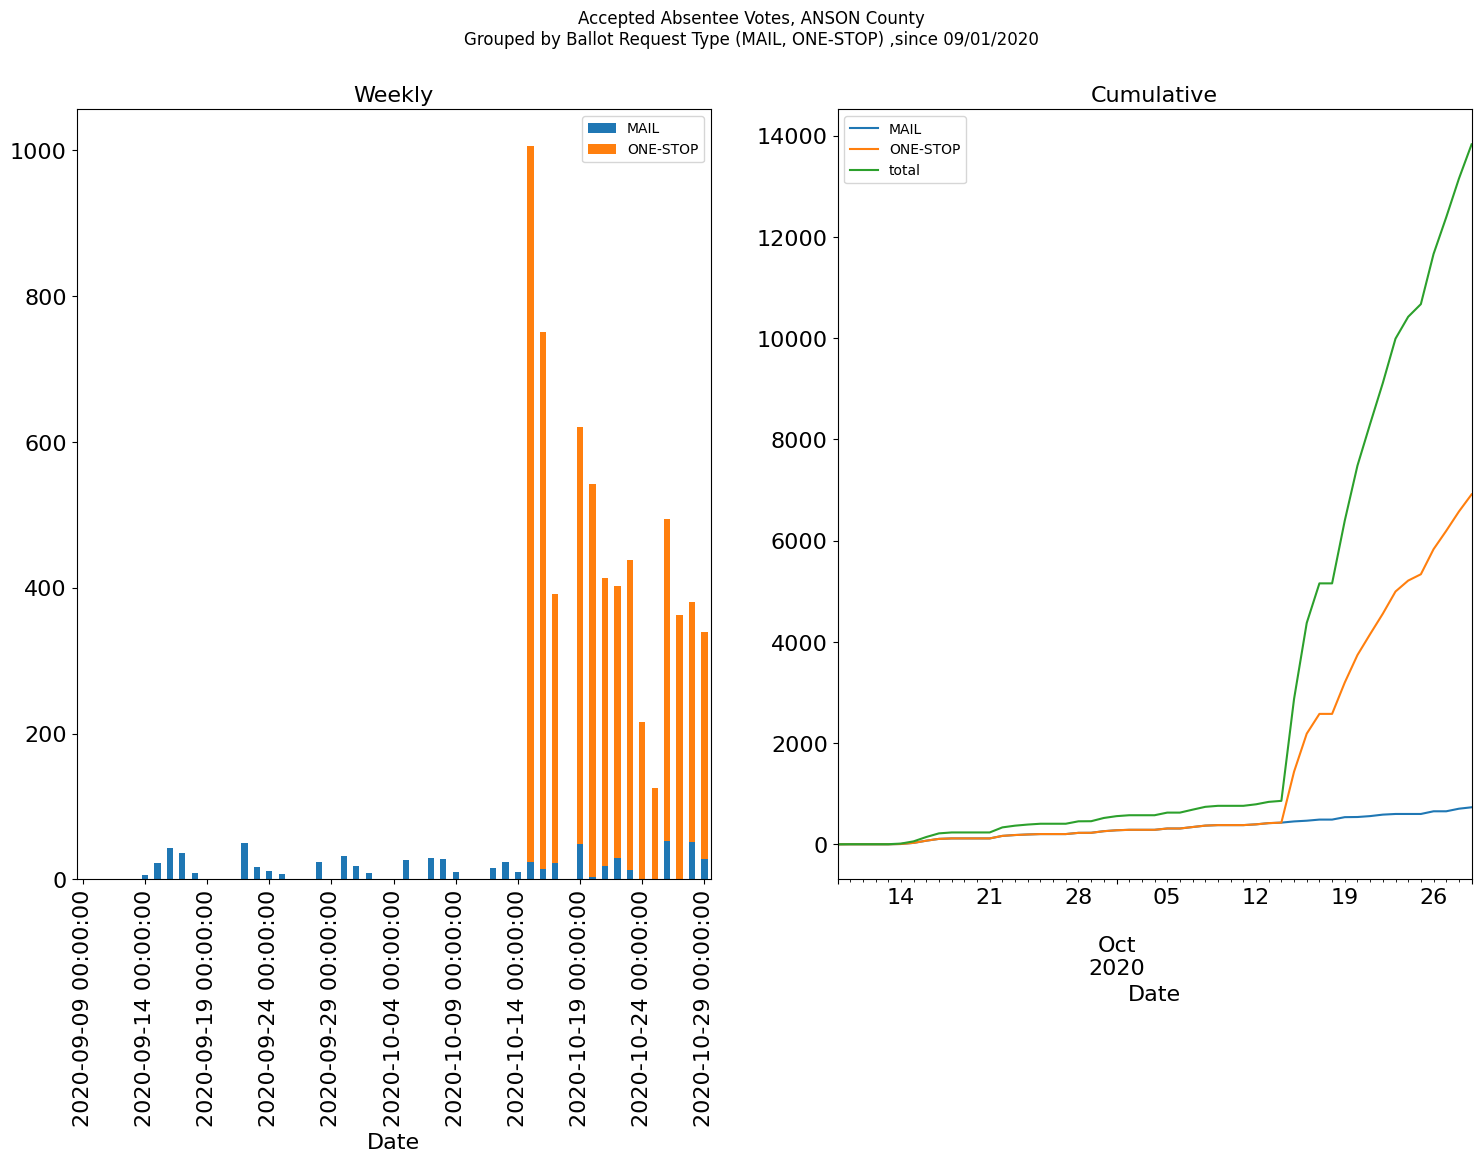 Accepted Absentee Votes, ANSON County
Grouped by Ballot Request Type (MAIL, ONE-STOP) ,since 09/01/2020
Weekly
MAIL
ONE-STOP
1000
800
600
400
200
0
2020-09-09 00:00:00
2020-09-14 00:00:00
2020-09-19 00:00:00
2020-09-24 00:00:00
2020-09-29 00:00:00
2020-10-04 00:00:00
2020-10-09 00:00:00
2020-10-14 00:00:00
2020-10-19 00:00:00
2020-10-24 00:00:00
2020-10-29 00:00:00
Date
Cumulative
MAIL
ONE-STOP
total
14000
12000
10000
8000
6000
4000
2000
0
14 21 28 05 12 19 26
Oct
2020
Date